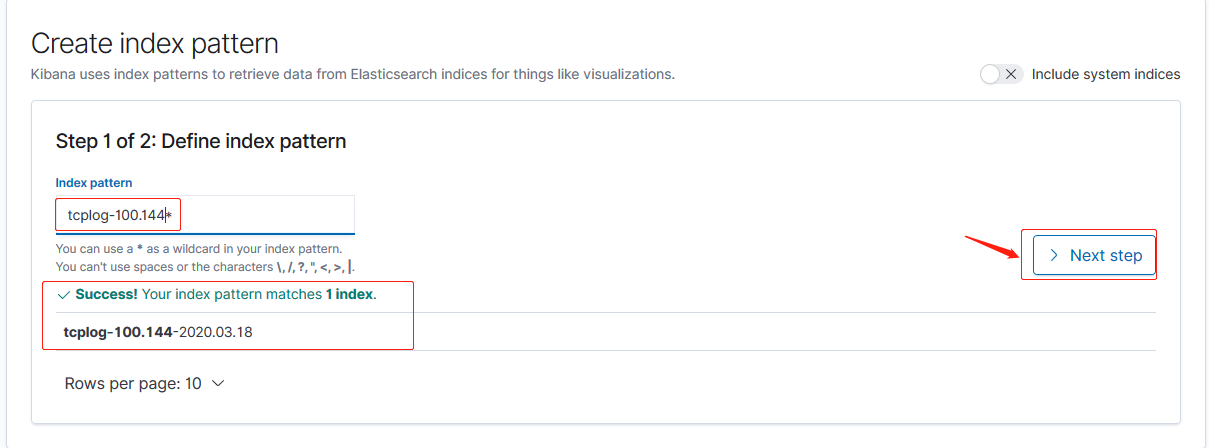 Create index pattern
Kibana uses index patterns to retrieve data from Elasticsearch indices for things like visualizations.
Include system indices
Step 1 of 2: Define index pattern
Index pattern
tcplog-100.144*
You can use a * as a wildcard in your index pattern.
You can't use spaces or the characters \, /, ?, ", <, >, |.
Next step
Success! Your index pattern matches 1 index.
tcplog-100.144-2020.03.18
Rows per page: 10